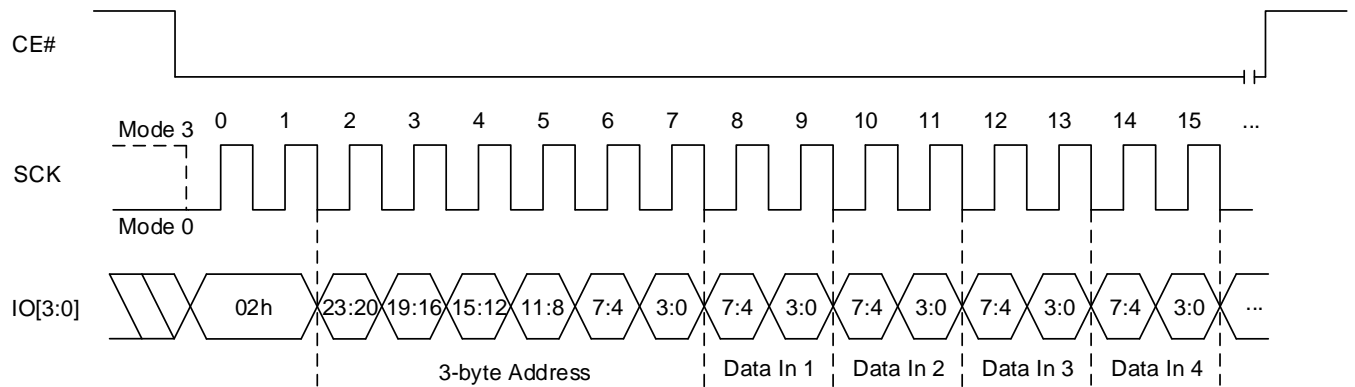 CE#
Mode 3 0 1 2 3 4 5 6 7 8 9 10 11 12 13 14 15 ...
SCK
Mode 0
IO[3:0] 02h 23:20 19:16 15:12 11:8 7:4 3:0 7:4 3:0 7:4 3:0 7:4 3:0 7:4 3:0 ...
3-byte Address Data In 1 Data In 2 Data In 3 Data In 4